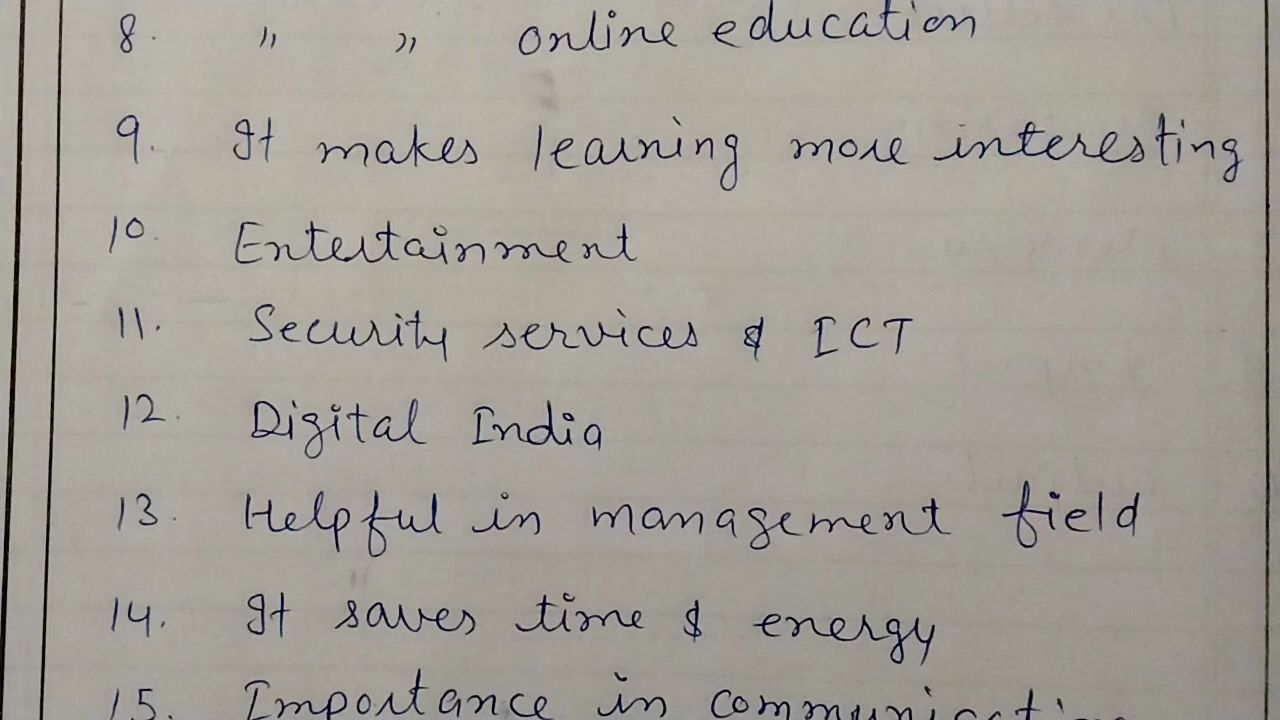 8. " " online education
9. It makes learning more interesting
10. Entertainment
11. Security services & ICT
12. Digital India
13. Helpful in management field
14. It saves time & energy
15. Importance in